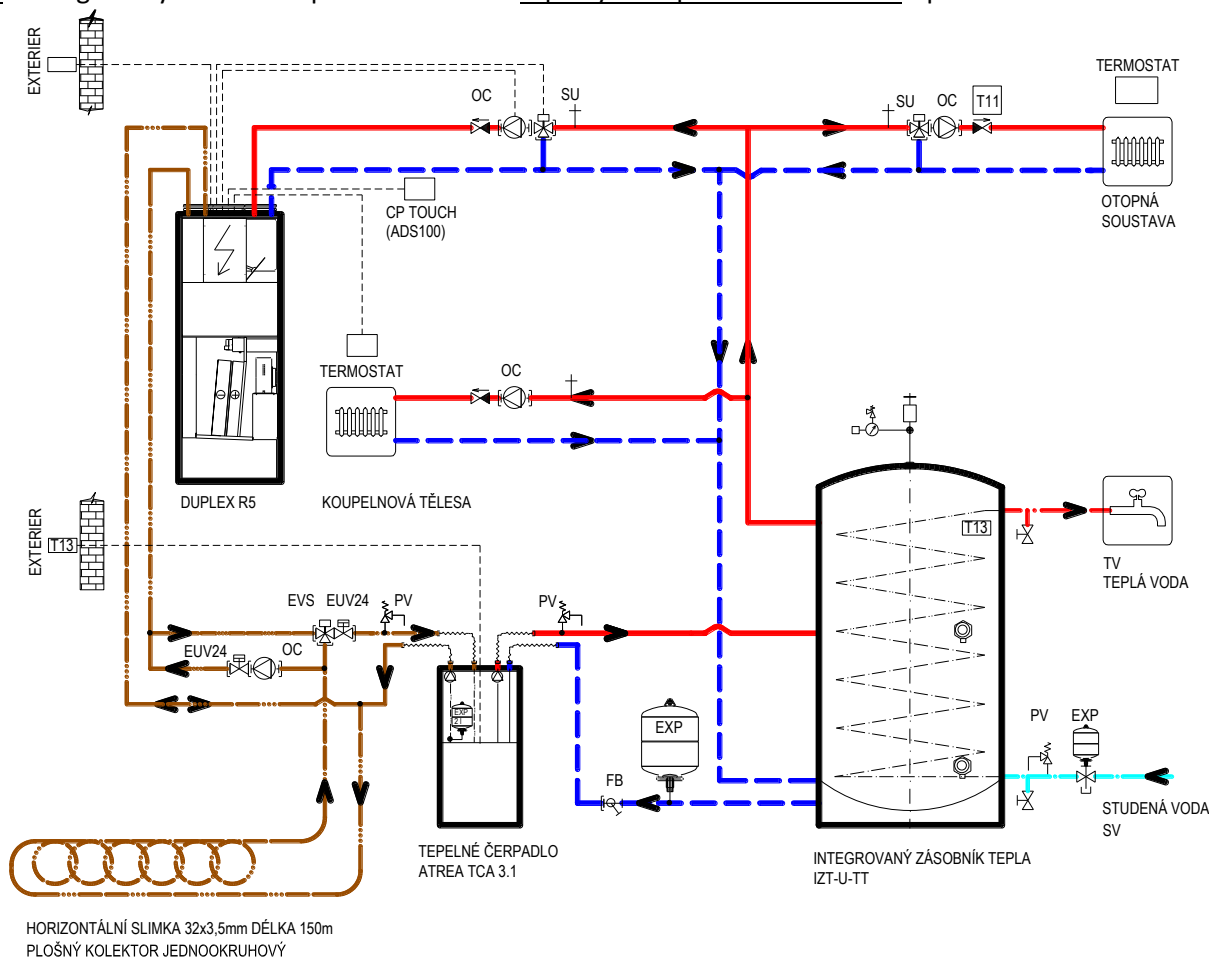 EXTERIER
OC
SU
SU
OC
T11
TERMOSTAT
CP TOUCH
(ADS100)
OTOPNÁ
SOUSTAVA
TERMOSTAT
OC
DUPLEX R5
KOUPELNOVÁ TĚLESA
EXTERIER
T13
T13
TV
TEPLÁ VODA
EVS
EUV24
PV
PV
EUV24
OC
EXP
2 l
EXP
PV
EXP
FB
STUDENÁ VODA
SV
TEPELNÉ ČERPADLO
ATREA TCA 3.1
INTEGROVANÝ ZÁSOBNÍK TEPLA
IZT-U-TT
HORIZONTÁLNÍ SLIMKA 32x3,5mm DÉLKA 150m
PLOŠNÝ KOLEKTOR JEDNOOKRUHOVÝ